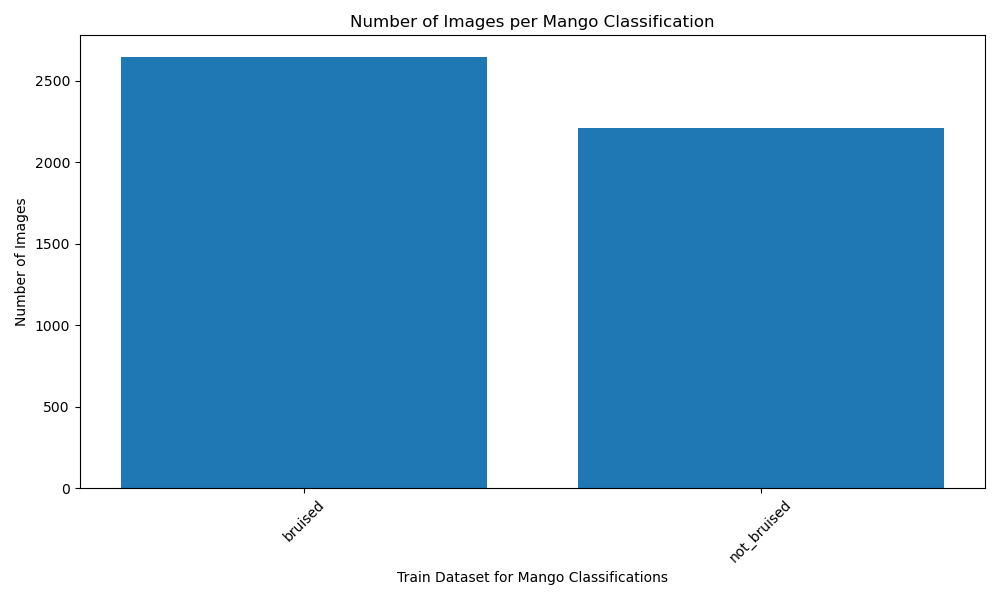 Number of Images per Mango Classification
Number of Images
2500
2000
1500
1000
500
0
bruised
not_bruised
Train Dataset for Mango Classifications